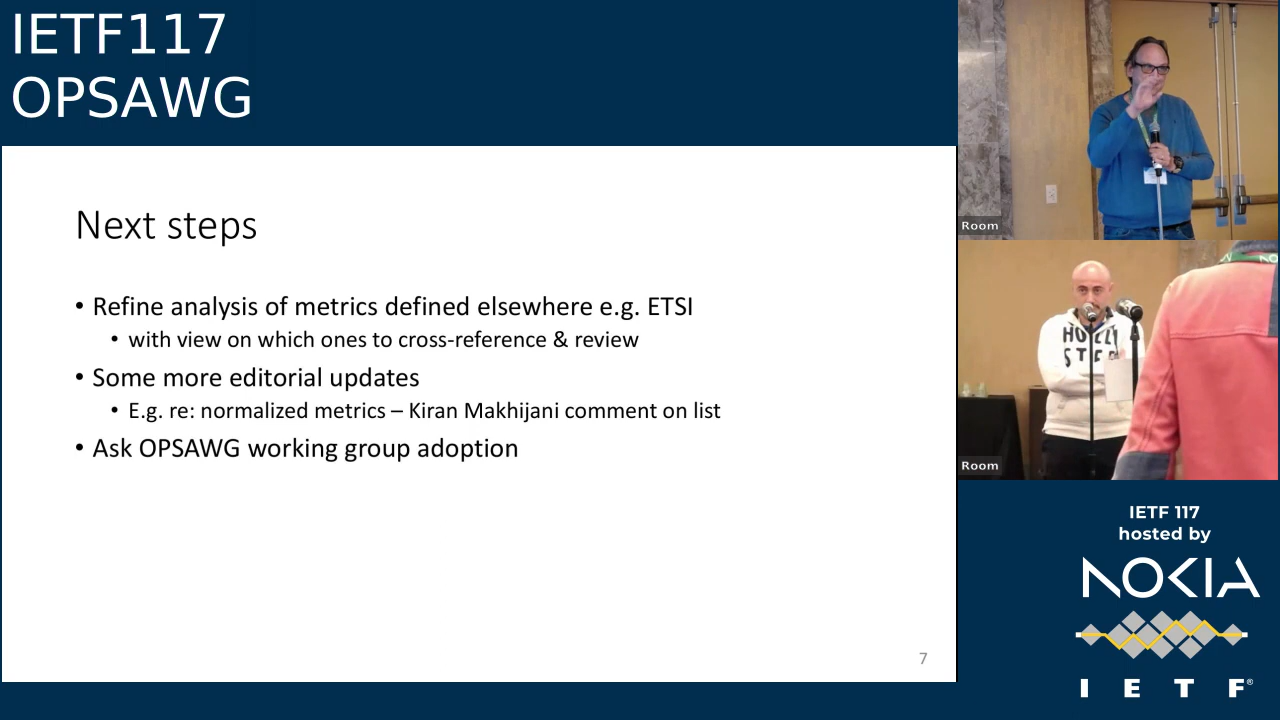 IETF117
OPSAWG
Next steps
• Refine analysis of metrics defined elsewhere e.g. ETSI
• with view on which ones to cross-reference & review
• Some more editorial updates
• E.g. re: normalized metrics – Kiran Makhijani comment on list
• Ask OPSAWG working group adoption
7
Room
Room
IETF 117
hosted by
NOKIA
I E T F®